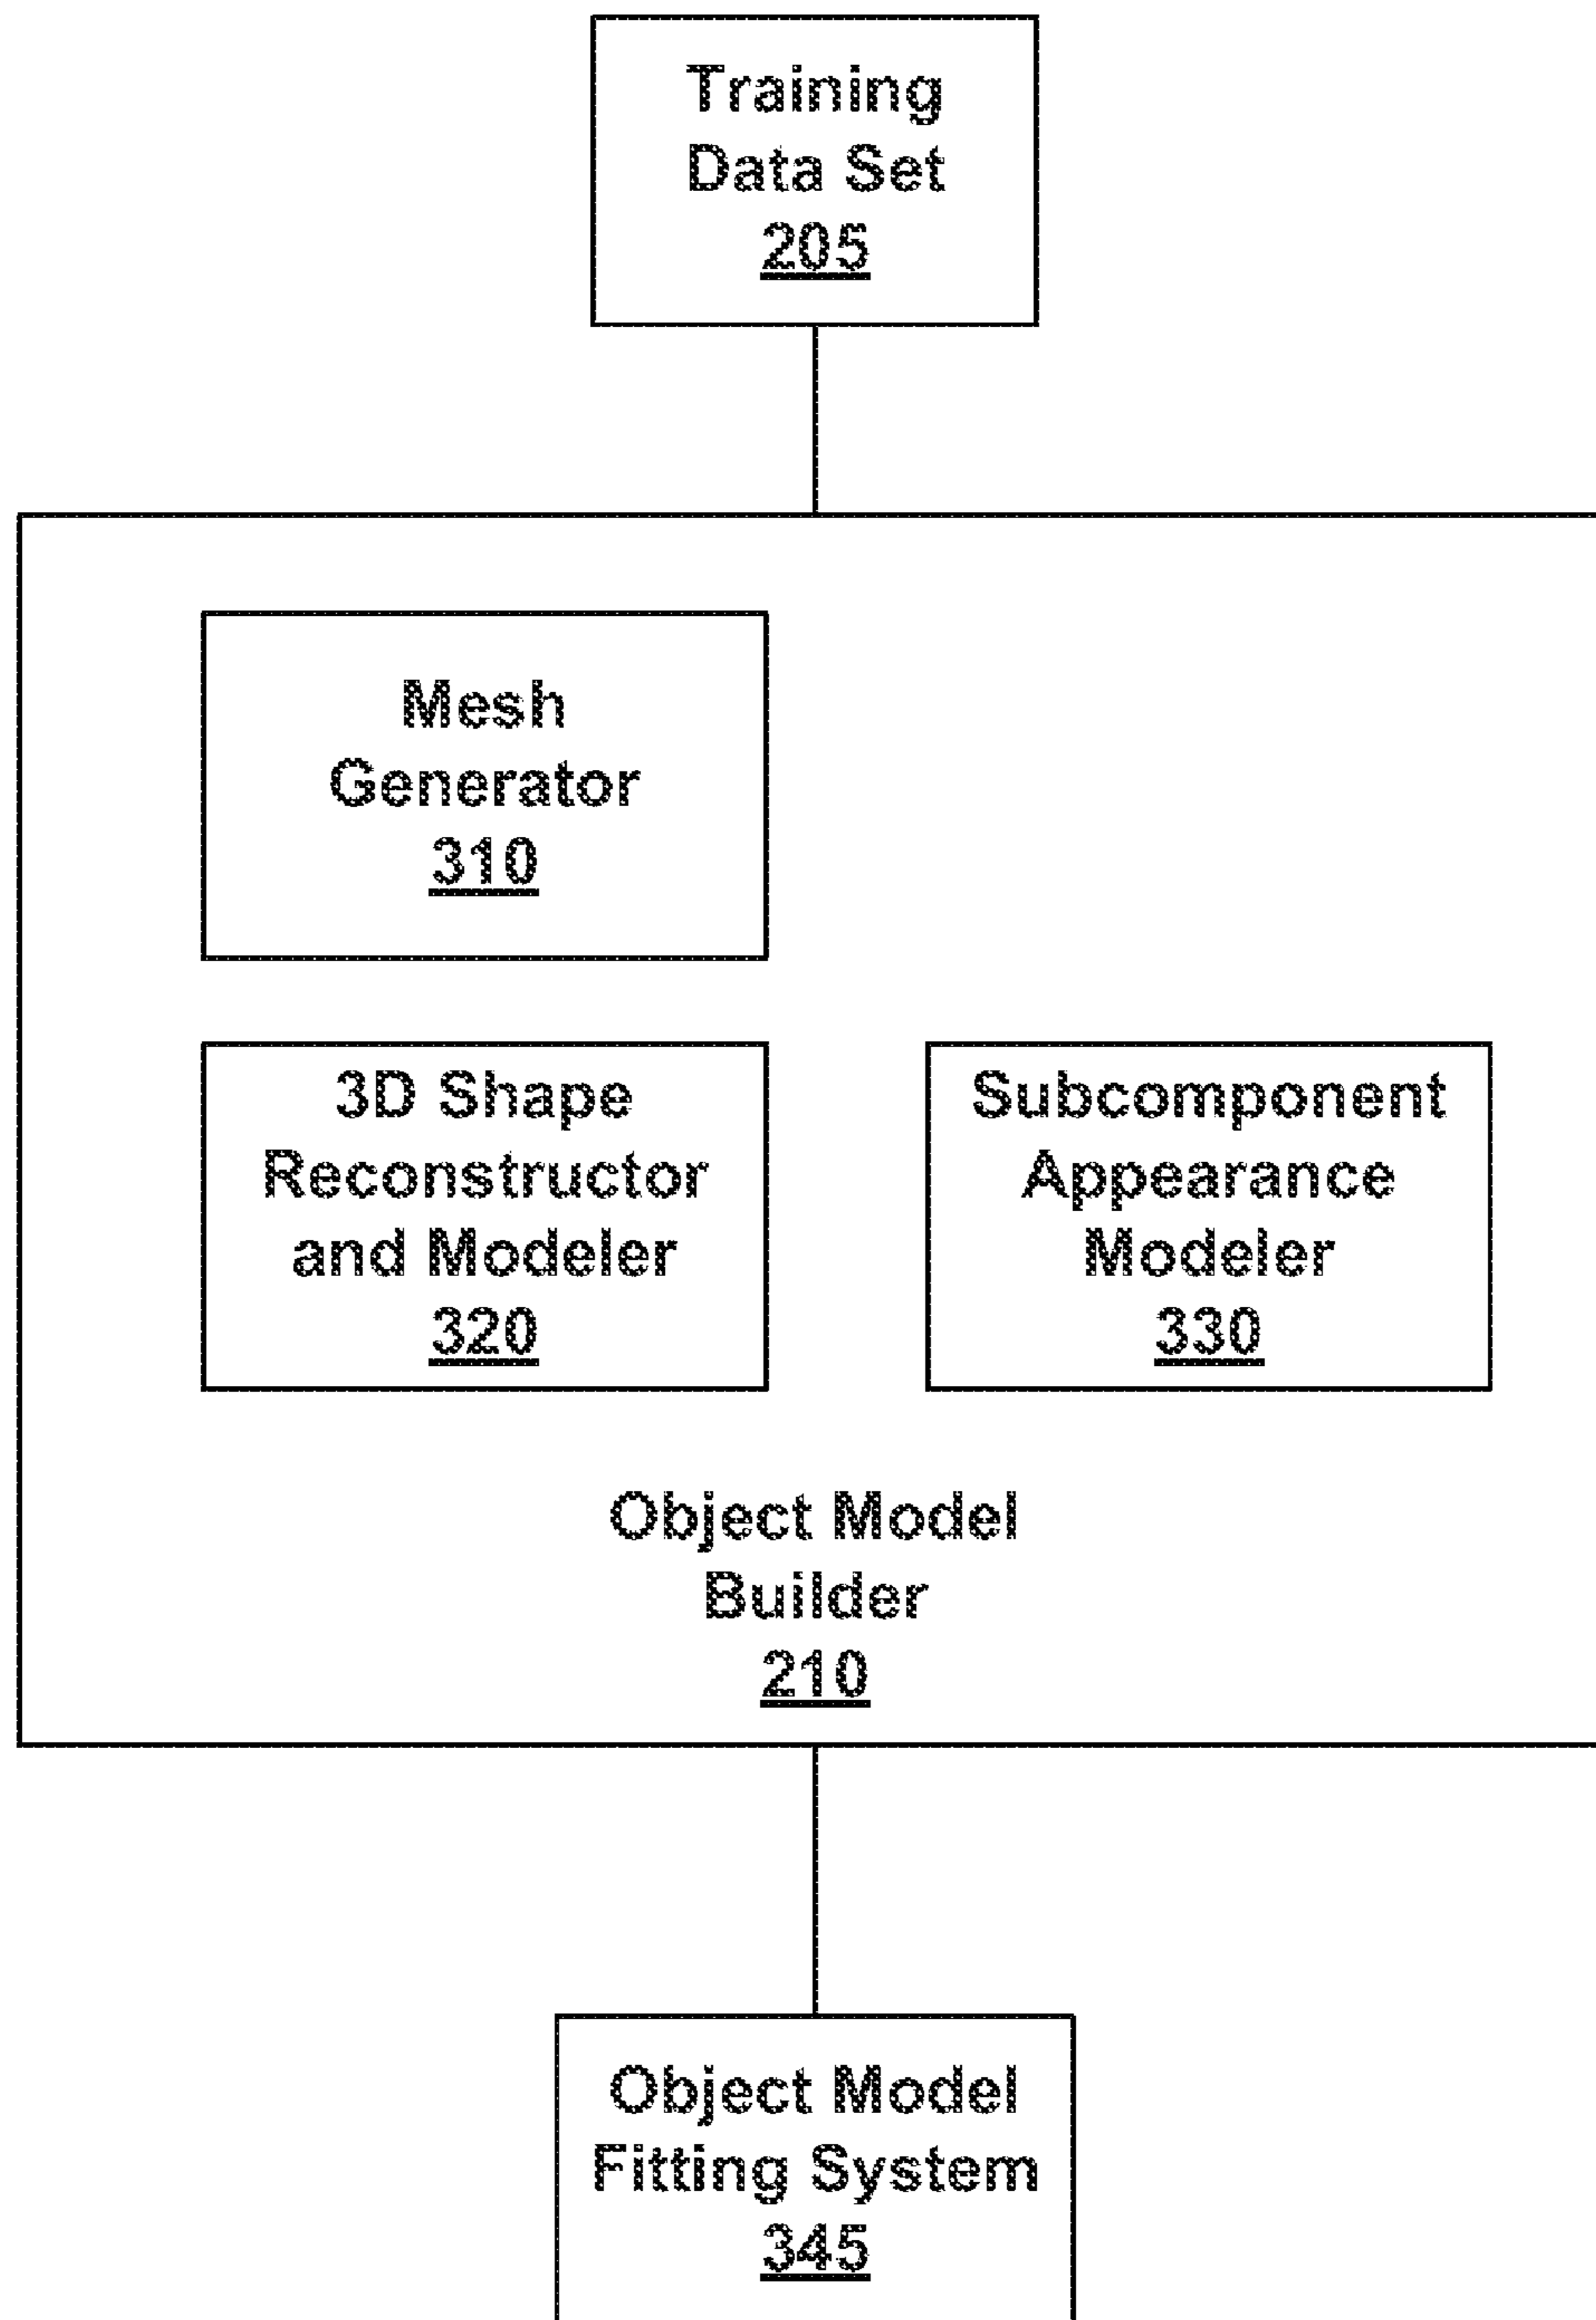 Training
Data Set
205
Mesh
Generator
310
3D Shape
Reconstructor
and Modeler
320
Subcomponent
Appearance
Modeler
330
Object Model
Builder
210
Object Model
Fitting System
345